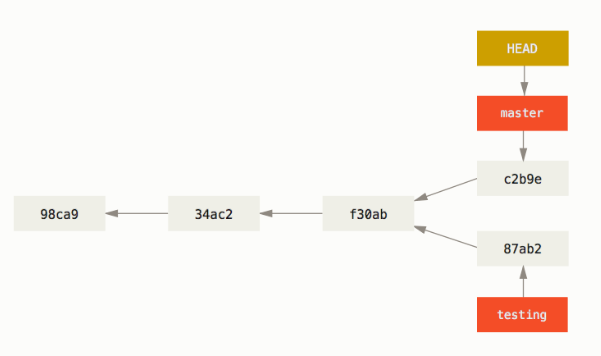 HEAD
master
c2b9e
98ca9
34ac2
f30ab
87ab2
testing